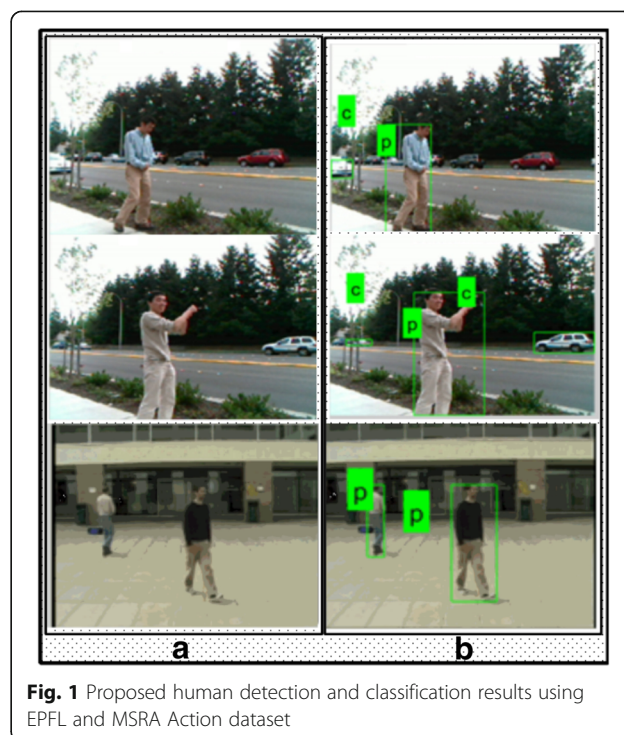 c
p
c
c
p
p
p
a b
Fig. 1 Proposed human detection and classification results using
EPFL and MSRA Action dataset